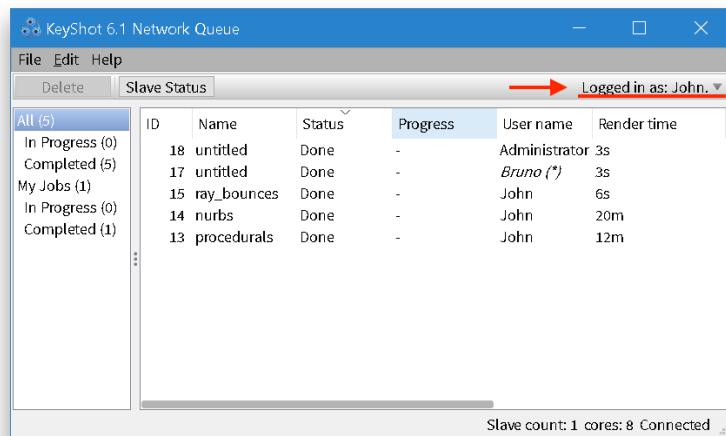 KeyShot 6.1 Network Queue
File Edit Help
Delete Slave Status Logged in as: John.
All (5)
In Progress (0)
Completed (5)
My Jobs (1)
In Progress (0)
Completed (1)
ID Name Status Progress User name Render time
18 untitled Done - Administrator 3s
17 untitled Done - Bruno (*) 3s
15 ray_bounces Done - John 6s
14 nurbs Done - John 20m
13 procedurals Done - John 12m
Slave count: 1 cores: 8 Connected